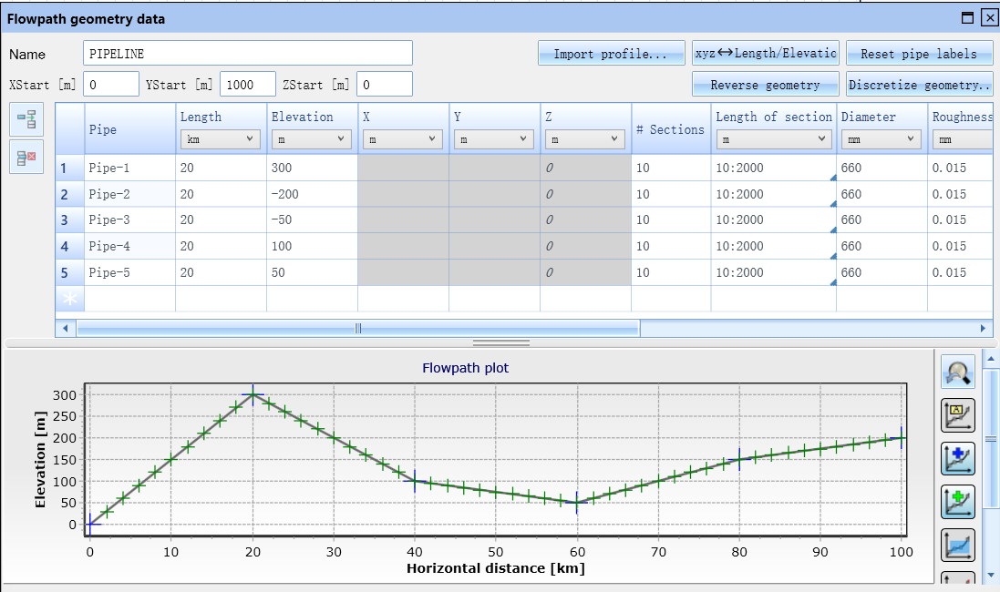 Flowpath geometry data
Name PIPELINE Import profile... xyz<->Length/Elevatio Reset pipe labels
XStart [m] 0 YStart [m] 1000 ZStart [m] 0 Reverse geometry Discretize geometry..
Pipe Length Elevation X Y Z # Sections Length of section Diameter Roughness
km m m m m m mm mm
1 Pipe-1 20 300 0 10 10:2000 660 0.015
2 Pipe-2 20 -200 0 10 10:2000 660 0.015
3 Pipe-3 20 -50 0 10 10:2000 660 0.015
4 Pipe-4 20 100 0 10 10:2000 660 0.015
5 Pipe-5 20 50 0 10 10:2000 660 0.015
Flowpath plot
Elevation [m]
300
250
200
150
100
50
0
0 10 20 30 40 50 60 70 80 90 100
Horizontal distance [km]
A